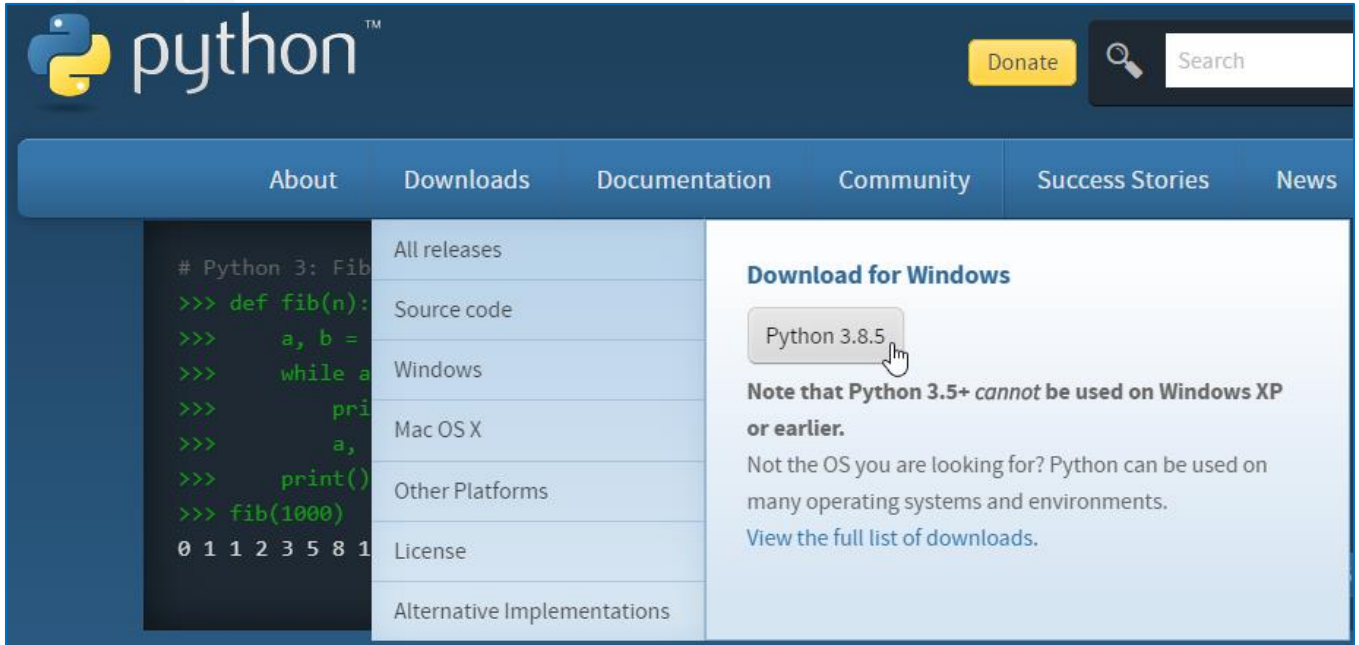 python™
Donate
Search
About Downloads Documentation Community Success Stories News
# Python 3: Fib
>>> def fib(n):
>>>     a, b =
>>>     while a
>>>         pri
>>>         a,
>>>     print()
>>> fib(1000)
0 1 1 2 3 5 8 1
All releases
Source code
Windows
Mac OS X
Other Platforms
License
Alternative Implementations
Download for Windows
Python 3.8.5
Note that Python 3.5+ cannot be used on Windows XP
or earlier.
Not the OS you are looking for? Python can be used on
many operating systems and environments.
View the full list of downloads.